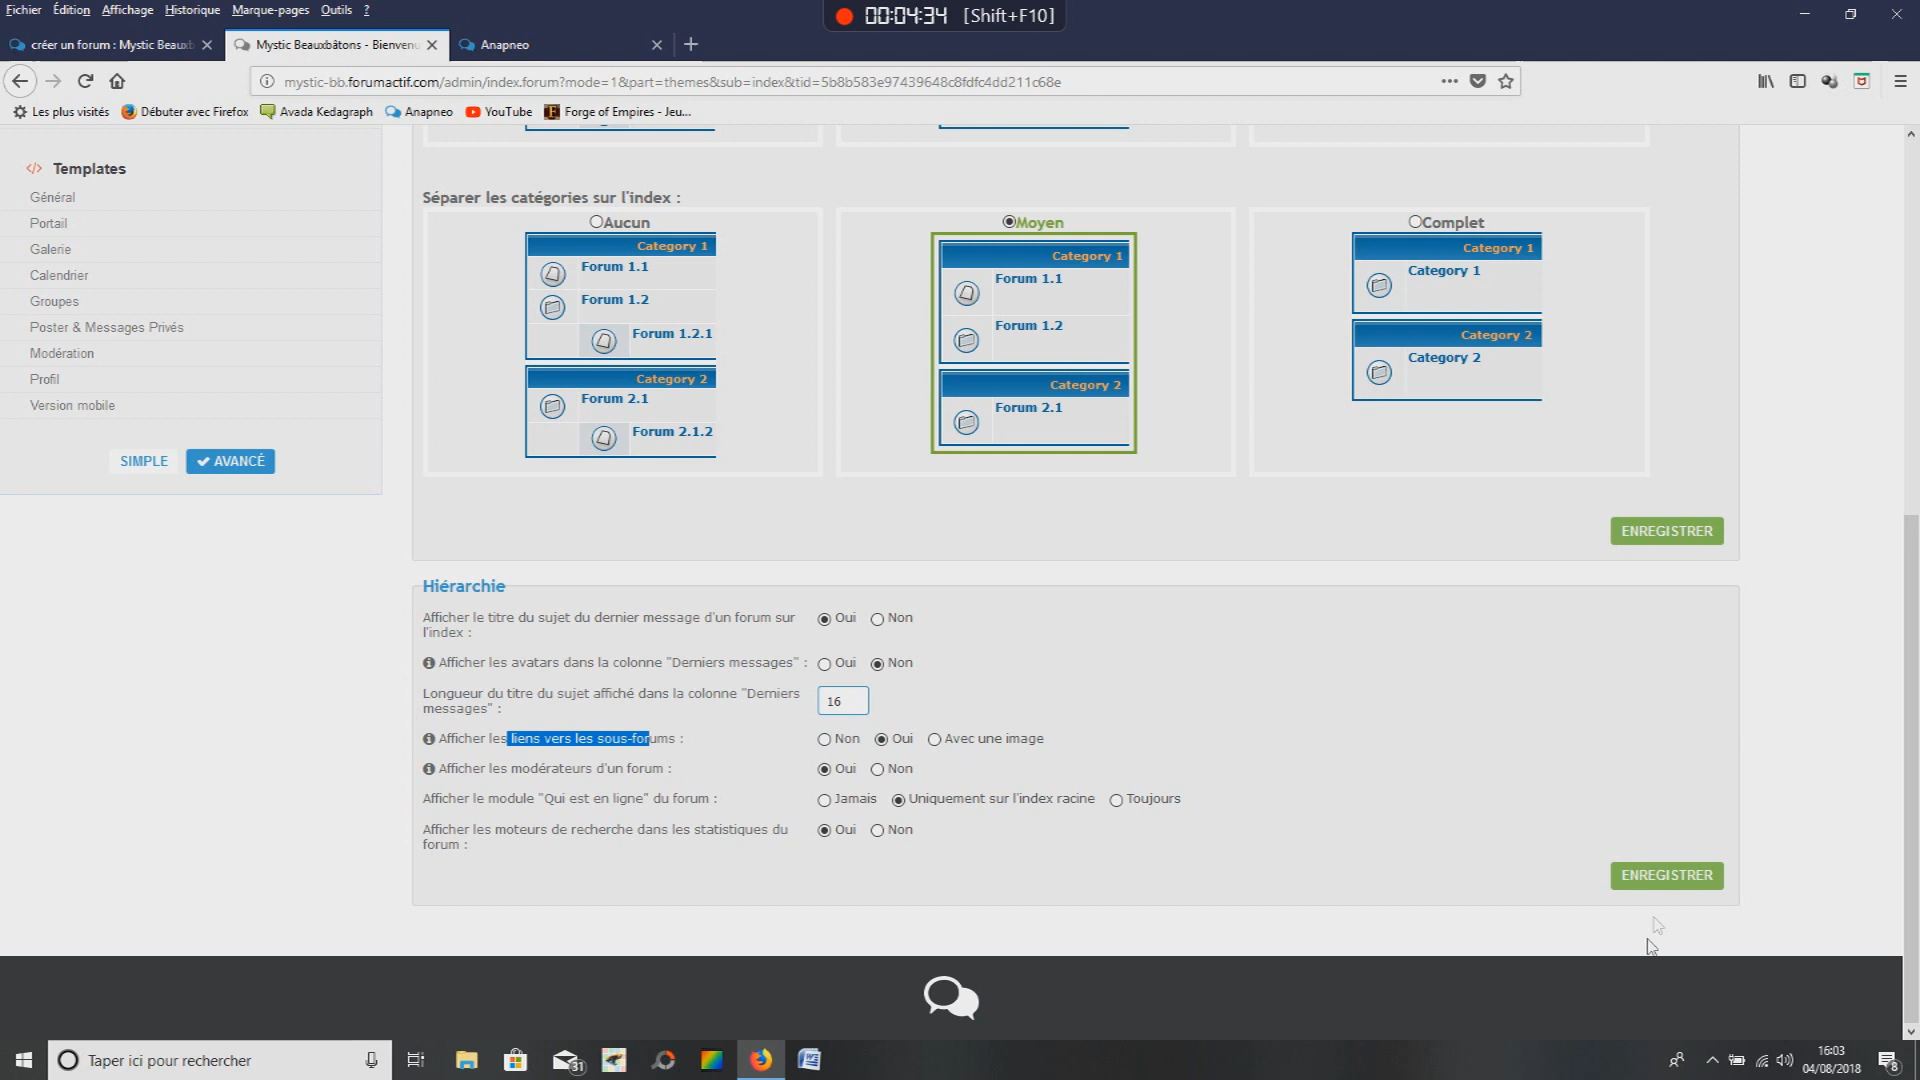 Fichier Édition Affichage Historique Marque-pages Outils ?
00:04:34 [Shift+F10]
créer un forum : Mystic Beauxb
Mystic Beauxbâtons - Bienvenu
Anapneo
mystic-bb.forumactif.com/admin/index.forum?mode=1&part=themes&sub=index&tid=5b8b583e97439648c8fdfc4dd211c68e
Les plus visités Débuter avec Firefox Avada Kedagraph Anapneo YouTube Forge of Empires - Jeu...
Templates
Général
Portail
Galerie
Calendrier
Groupes
Poster & Messages Privés
Modération
Profil
Version mobile
SIMPLE AVANCÉ
Séparer les catégories sur l'index :
Aucun
Category 1
Forum 1.1
Forum 1.2
Forum 1.2.1
Category 2
Forum 2.1
Forum 2.1.2
Moyen
Category 1
Forum 1.1
Forum 1.2
Category 2
Forum 2.1
Complet
Category 1
Category 1
Category 2
Category 2
ENREGISTRER
Hiérarchie
Afficher le titre du sujet du dernier message d'un forum sur
l'index :
Oui Non
Afficher les avatars dans la colonne "Derniers messages" : Oui Non
Longueur du titre du sujet affiché dans la colonne "Derniers
messages" :
16
Afficher les liens vers les sous-forums : Non Oui Avec une image
Afficher les modérateurs d'un forum : Oui Non
Afficher le module "Qui est en ligne" du forum : Jamais Uniquement sur l'index racine Toujours
Afficher les moteurs de recherche dans les statistiques du
forum :
Oui Non
ENREGISTRER
Taper ici pour rechercher
31
16:03
04/08/2018
8